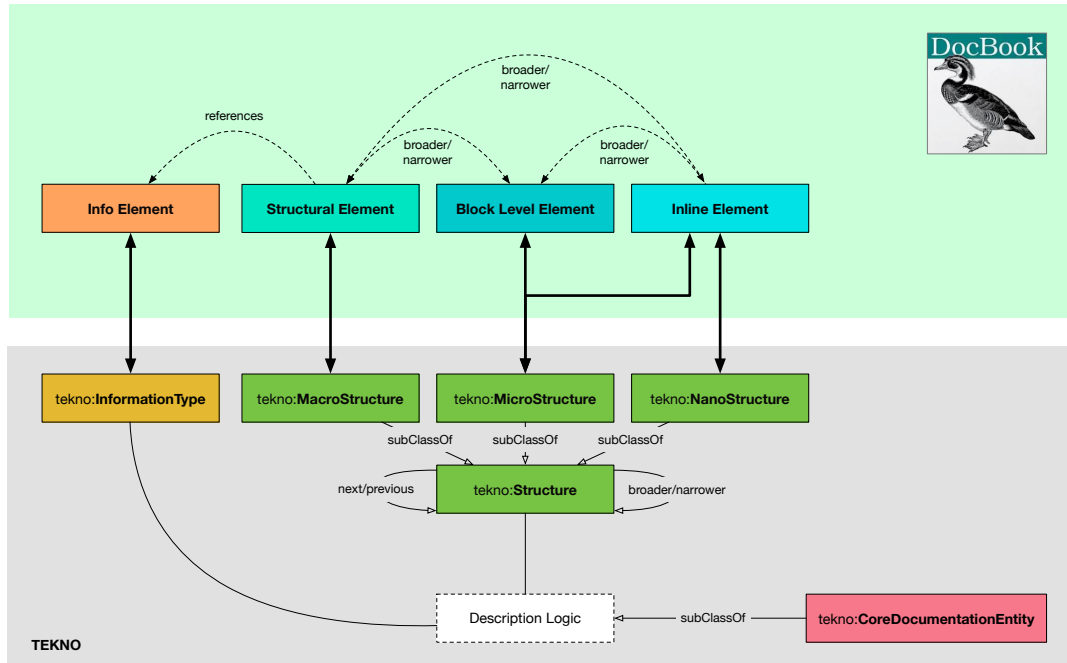 DocBook
broader/
narrower
references
broader/
narrower
broader/
narrower
Info Element
Structural Element
Block Level Element
Inline Element
tekno:InformationType
tekno:MacroStructure
tekno:MicroStructure
tekno:NanoStructure
subClassOf
subClassOf
subClassOf
next/previous
tekno:Structure
broader/narrower
Description Logic
subClassOf
tekno:CoreDocumentationEntity
TEKNO